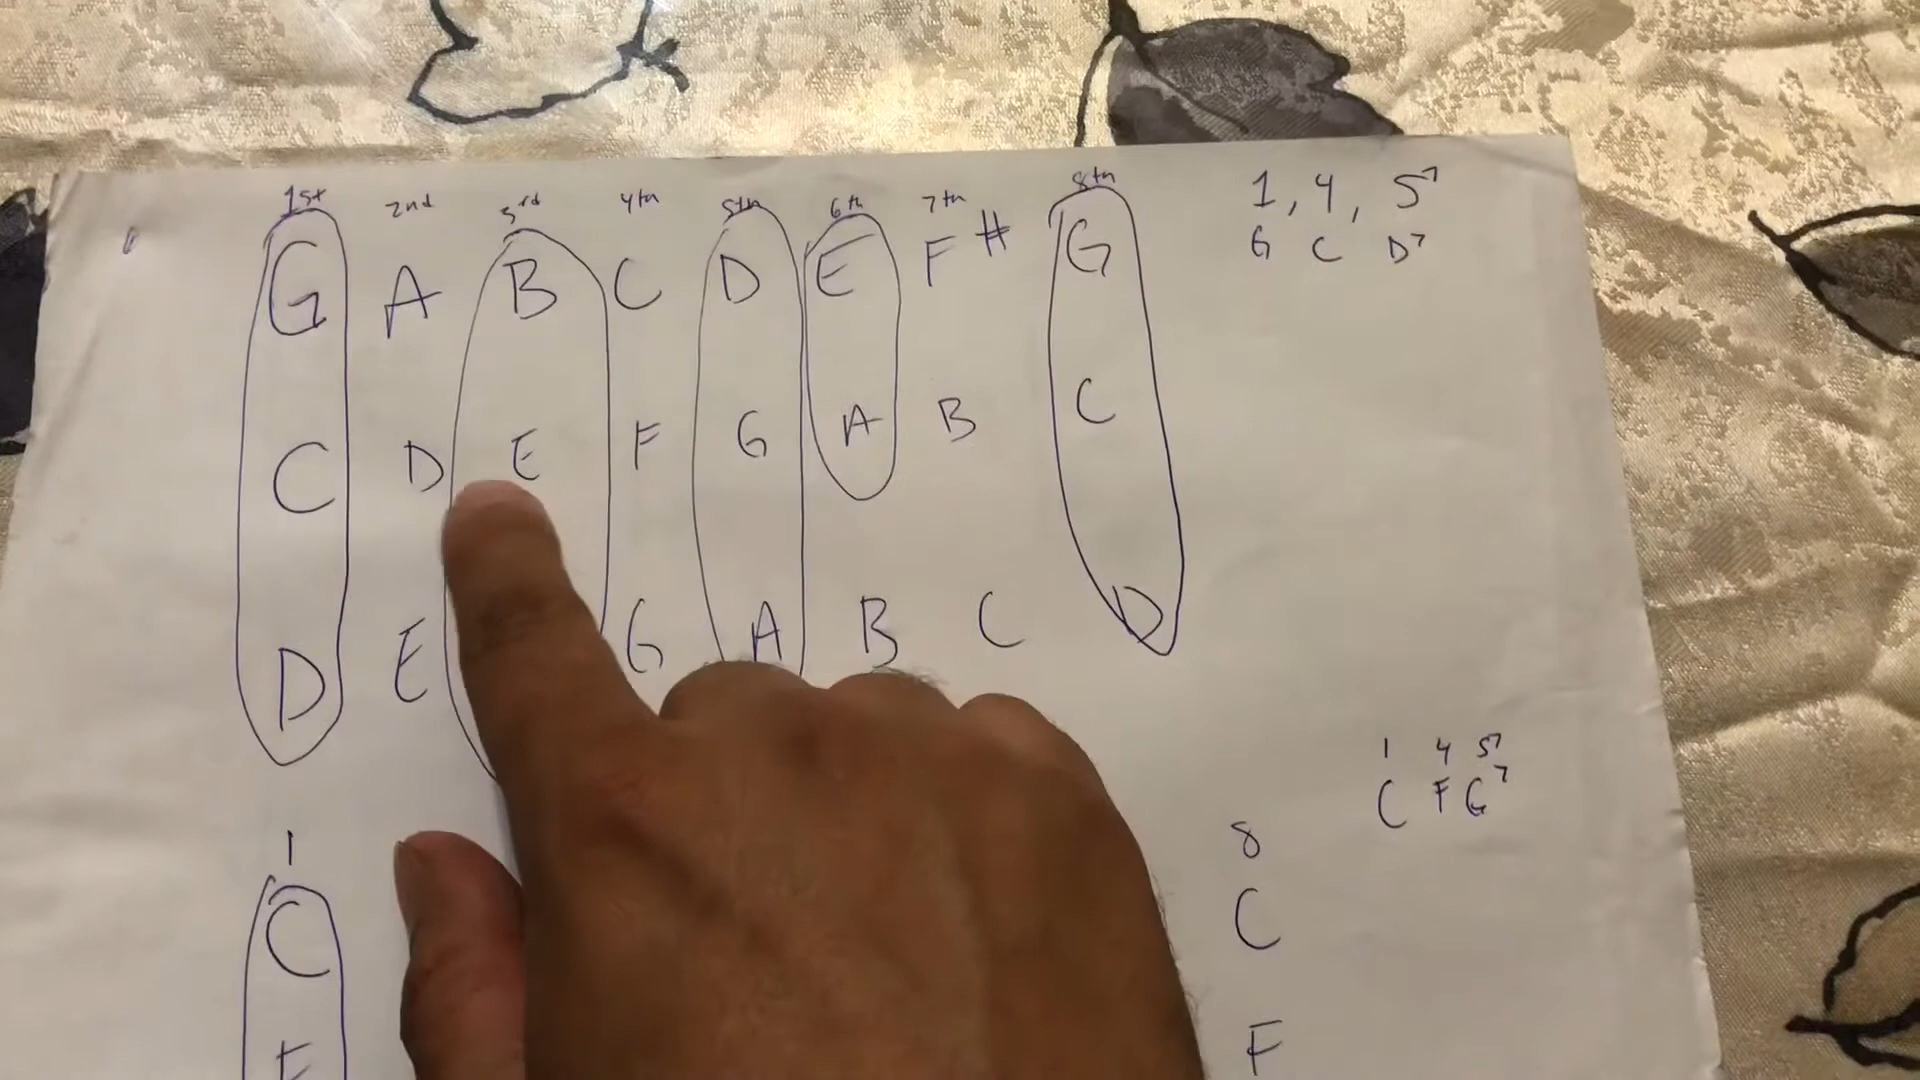 1st 2nd 3rd 4th 5th 6th 7th 8th
G A B C D E F# G
C D E F G A B C
D E G A B C D
1, 4, 5⁷
G C D⁷
1 4 5⁷
C F G⁷
1 8
C C
F